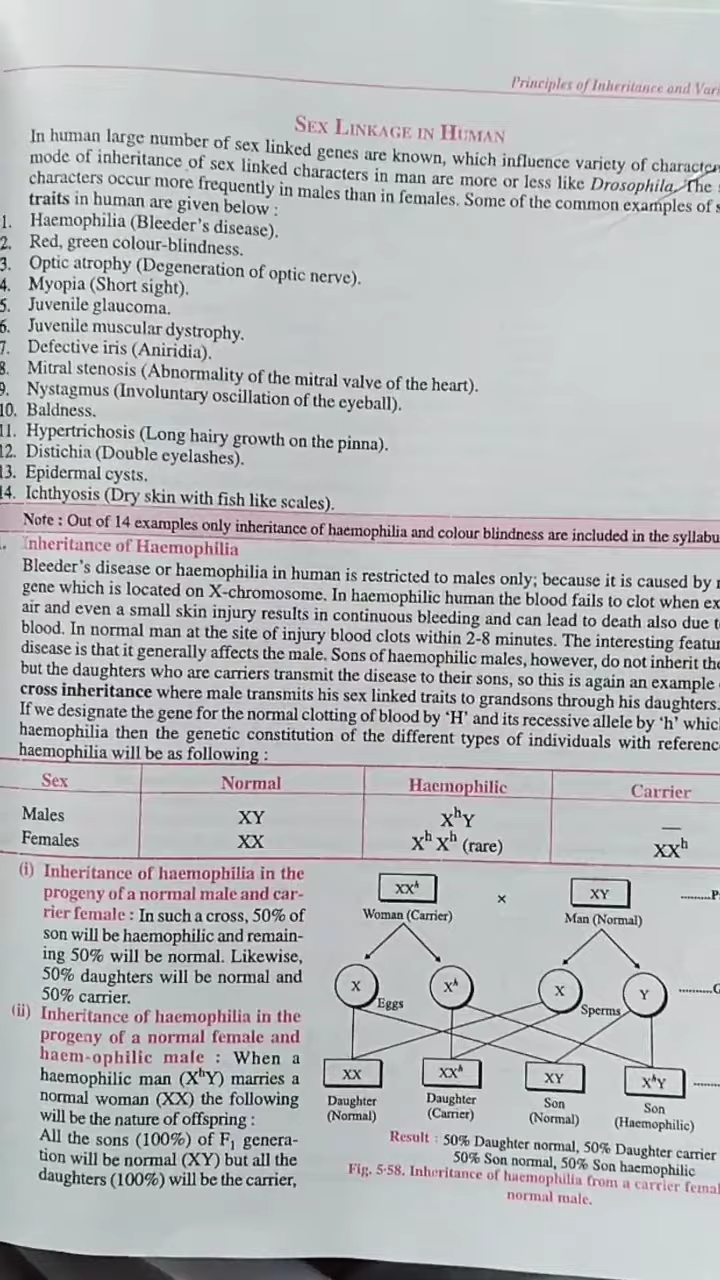 Principles of Inheritance and Vari
SEX LINKAGE IN HUMAN
In human large number of sex linked genes are known, which influence variety of character
mode of inheritance of sex linked characters in man are more or less like Drosophila. The
characters occur more frequently in males than in females. Some of the common examples of s
traits in human are given below :
1. Haemophilia (Bleeder's disease).
2. Red, green colour-blindness.
3. Optic atrophy (Degeneration of optic nerve).
4. Myopia (Short sight).
5. Juvenile glaucoma.
6. Juvenile muscular dystrophy.
7. Defective iris (Aniridia).
8. Mitral stenosis (Abnormality of the mitral valve of the heart).
9. Nystagmus (Involuntary oscillation of the eyeball).
10. Baldness.
11. Hypertrichosis (Long hairy growth on the pinna).
12. Distichia (Double eyelashes).
13. Epidermal cysts.
14. Ichthyosis (Dry skin with fish like scales).
Note : Out of 14 examples only inheritance of haemophilia and colour blindness are included in the syllabu
Inheritance of Haemophilia
Bleeder's disease or haemophilia in human is restricted to males only; because it is caused by
gene which is located on X-chromosome. In haemophilic human the blood fails to clot when ex
air and even a small skin injury results in continuous bleeding and can lead to death also due t
blood. In normal man at the site of injury blood clots within 2-8 minutes. The interesting featur
disease is that it generally affects the male. Sons of haemophilic males, however, do not inherit the
but the daughters who are carriers transmit the disease to their sons, so this is again an example
cross inheritance where male transmits his sex linked traits to grandsons through his daughters.
If we designate the gene for the normal clotting of blood by 'H' and its recessive allele by 'h' whic
haemophilia then the genetic constitution of the different types of individuals with referenc
haemophilia will be as following :
Sex Normal Haemophilic Carrier
Males XY XʰY —
Females XX Xʰ Xʰ (rare) XXʰ
(i) Inheritance of haemophilia in the
progeny of a normal male and car-
rier female : In such a cross, 50% of
son will be haemophilic and remain-
ing 50% will be normal. Likewise,
50% daughters will be normal and
50% carrier.
(ii) Inheritance of haemophilia in the
progeny of a normal female and
haem-ophilic male : When a
haemophilic man (XʰY) marries a
normal woman (XX) the following
will be the nature of offspring :
All the sons (100%) of F₁ genera-
tion will be normal (XY) but all the
daughters (100%) will be the carrier,
XXʰ × XY ..........P
Woman (Carrier) Man (Normal)
X Xʰ X Y ..........G
Eggs Sperms
XX XXʰ XY XʰY
Daughter Daughter Son Son
(Normal) (Carrier) (Normal) (Haemophilic)
Result : 50% Daughter normal, 50% Daughter carrier
50% Son normal, 50% Son haemophilic
Fig. 5·58. Inheritance of haemophilia from a carrier femal
normal male.